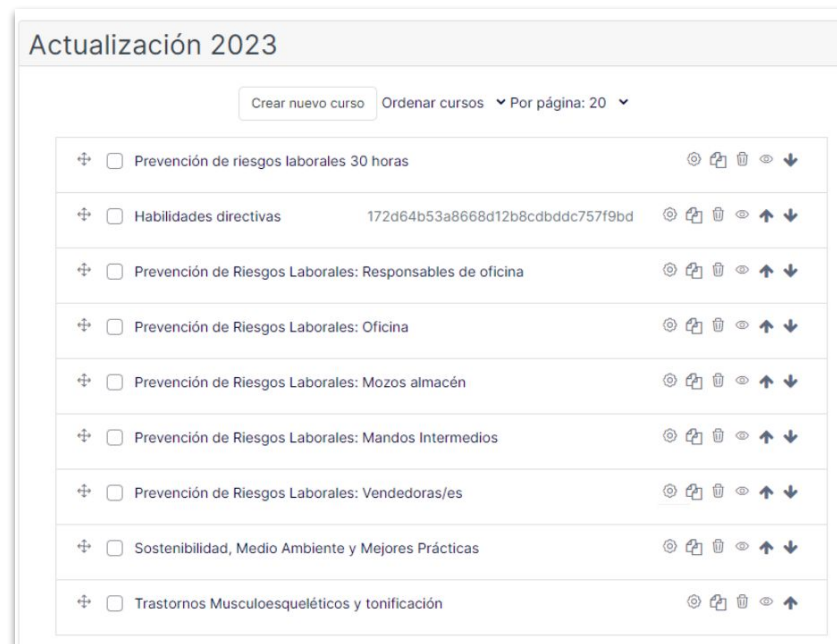 Actualización 2023
Crear nuevo curso Ordenar cursos Por página: 20
Prevención de riesgos laborales 30 horas
Habilidades directivas 172d64b53a8668d12b8cdbddc757f9bd
Prevención de Riesgos Laborales: Responsables de oficina
Prevención de Riesgos Laborales: Oficina
Prevención de Riesgos Laborales: Mozos almacén
Prevención de Riesgos Laborales: Mandos Intermedios
Prevención de Riesgos Laborales: Vendedoras/es
Sostenibilidad, Medio Ambiente y Mejores Prácticas
Trastornos Musculoesqueléticos y tonificación